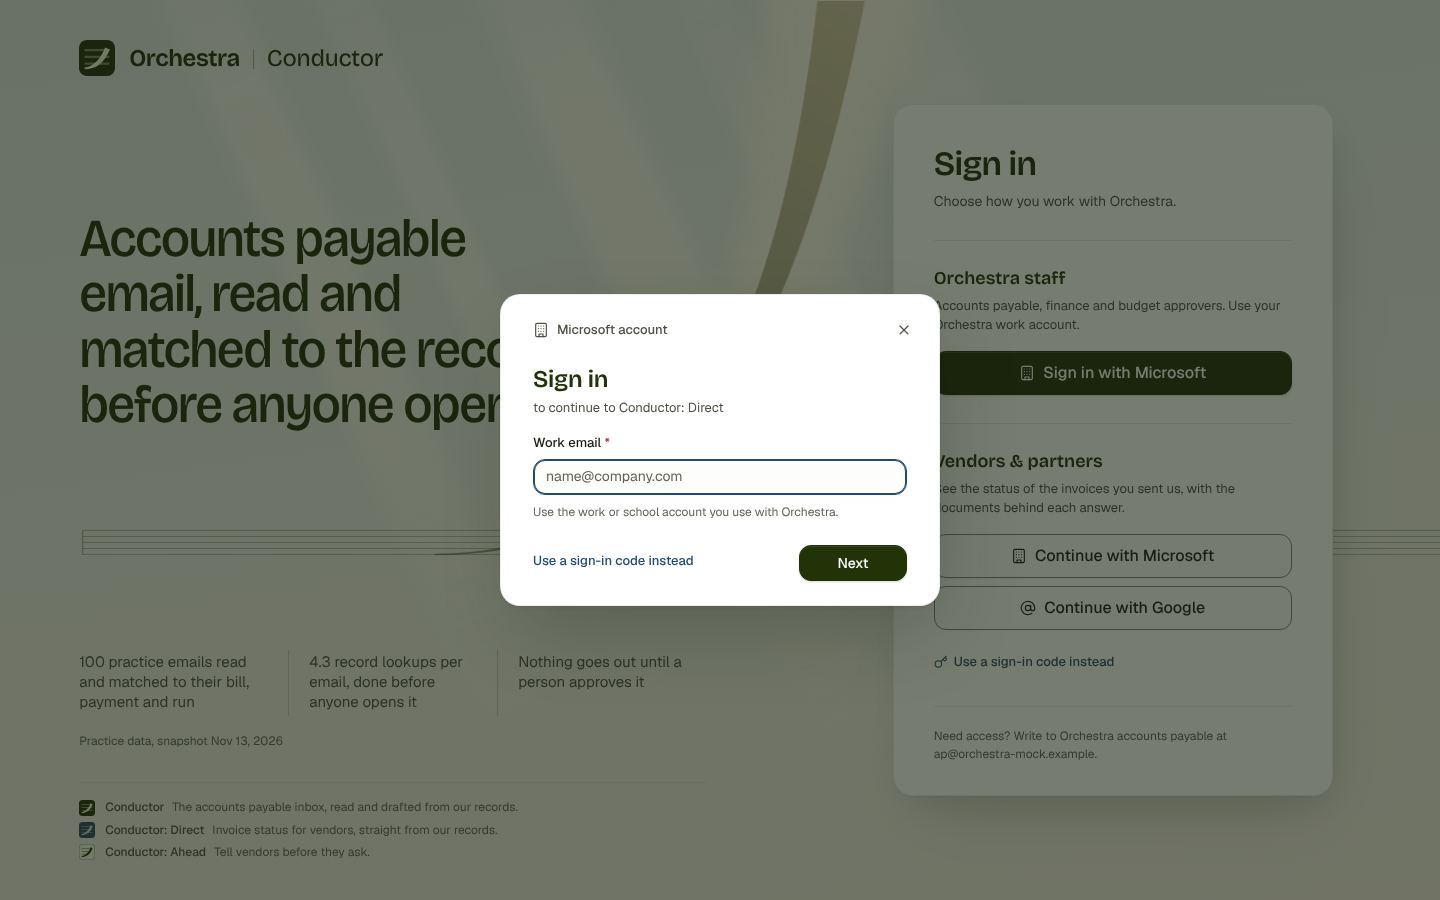 Orchestra | Conductor
Accounts payable
email, read and
matched to the reco
before anyone open
100 practice emails read
and matched to their bill,
payment and run
4.3 record lookups per
email, done before
anyone opens it
Nothing goes out until a
person approves it
Practice data, snapshot Nov 13, 2026
Conductor The accounts payable inbox, read and drafted from our records.
Conductor: Direct Invoice status for vendors, straight from our records.
Conductor: Ahead Tell vendors before they ask.
Microsoft account
Sign in
to continue to Conductor: Direct
Work email *
name@company.com
Use the work or school account you use with Orchestra.
Use a sign-in code instead
Next
Sign in
Choose how you work with Orchestra.
Orchestra staff
Accounts payable, finance and budget approvers. Use your
Orchestra work account.
Sign in with Microsoft
Vendors & partners
See the status of the invoices you sent us, with the
documents behind each answer.
Continue with Microsoft
Continue with Google
Use a sign-in code instead
Need access? Write to Orchestra accounts payable at
ap@orchestra-mock.example.